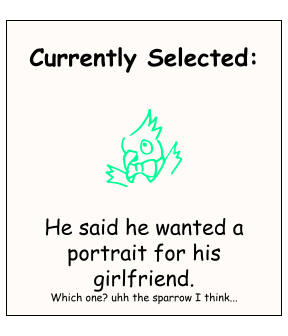 Currently Selected:
He said he wanted a
portrait for his
girlfriend.
Which one? uhh the sparrow I think...